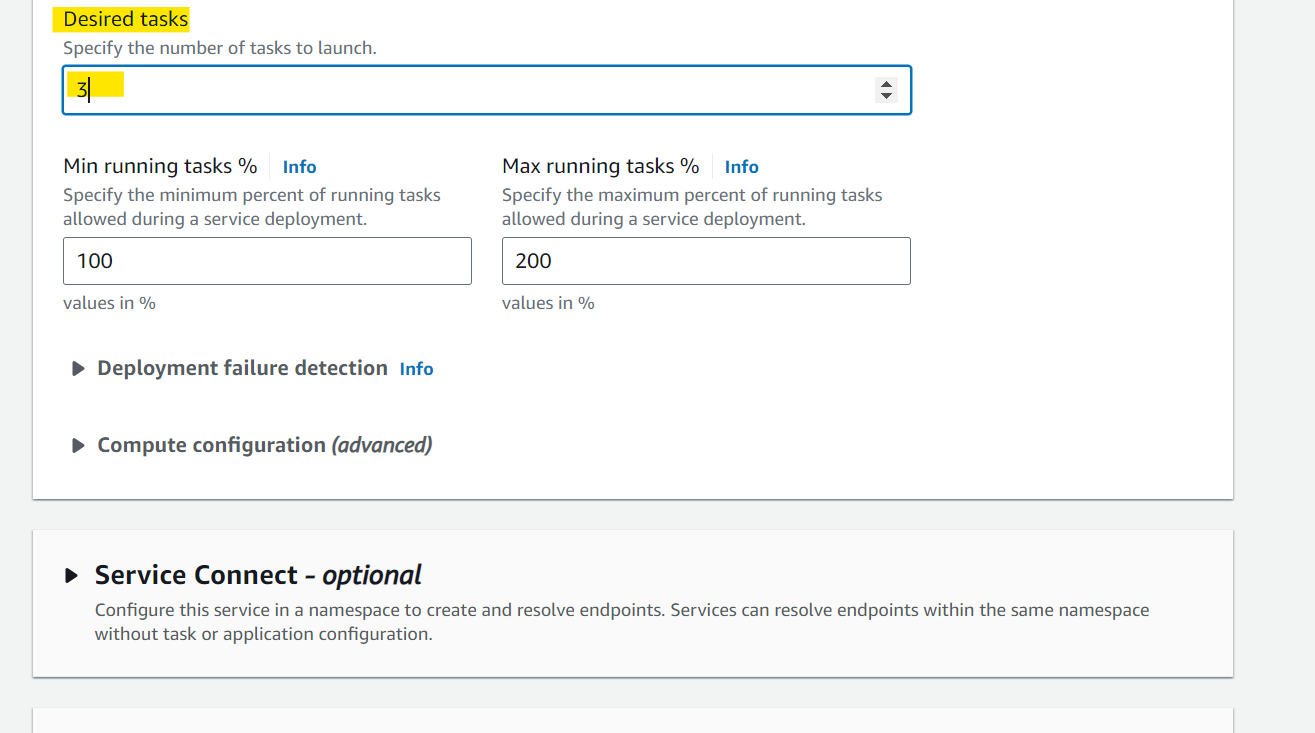 Desired tasks
Specify the number of tasks to launch.
3
Min running tasks % Info
Specify the minimum percent of running tasks
allowed during a service deployment.
100
values in %
Max running tasks % Info
Specify the maximum percent of running tasks
allowed during a service deployment.
200
values in %
Deployment failure detection Info
Compute configuration (advanced)
Service Connect - optional
Configure this service in a namespace to create and resolve endpoints. Services can resolve endpoints within the same namespace
without task or application configuration.